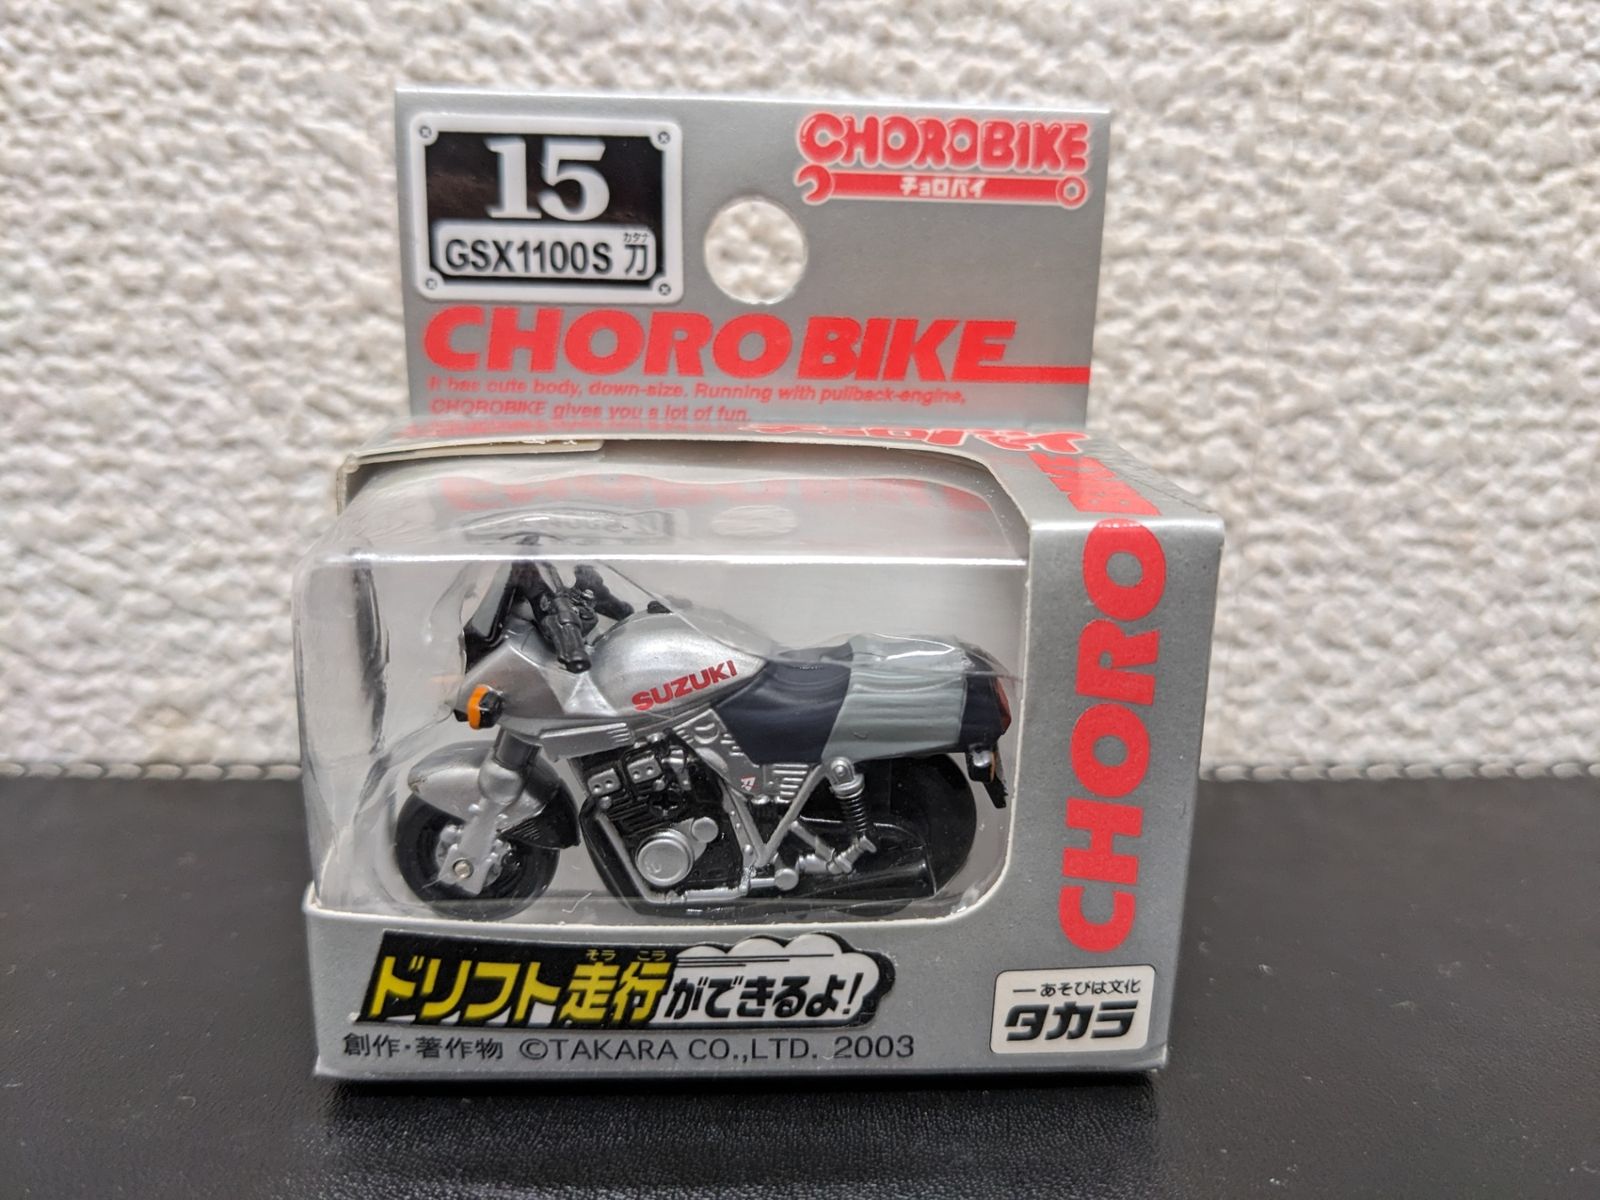 15
GSX1100S 刀
カタナ
CHOROBIKE
チョロバイ
CHOROBIKE
It has cute body, down-size. Running with pullback-engine,
CHOROBIKE gives you a lot of fun.
CHORO
SUZUKI
刀
ドリフト走行ができるよ!
そう こう
創作・著作物 ©TAKARA CO.,LTD. 2003
あそびは文化
タカラ